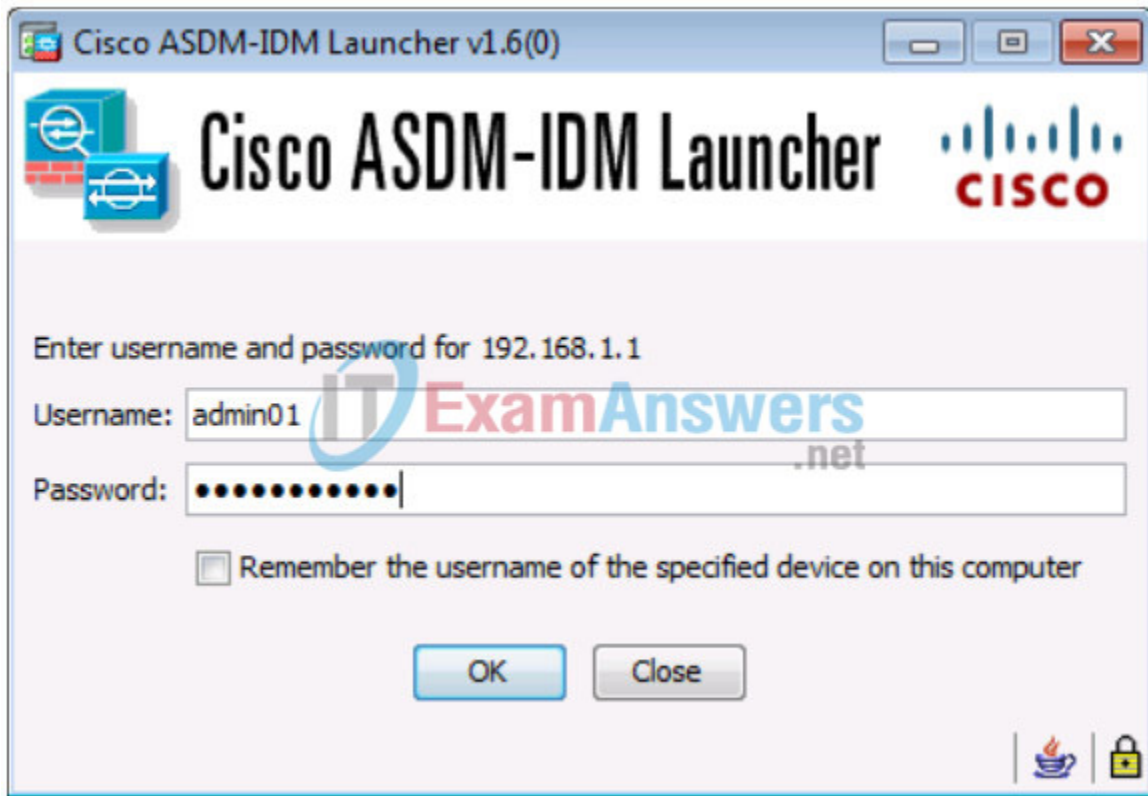 Cisco ASDM-IDM Launcher v1.6(0)
Cisco ASDM-IDM Launcher
CISCO
Enter username and password for 192.168.1.1
Username: admin01
ITExamAnswers
.net
Password: •••••••••••
Remember the username of the specified device on this computer
OK Close